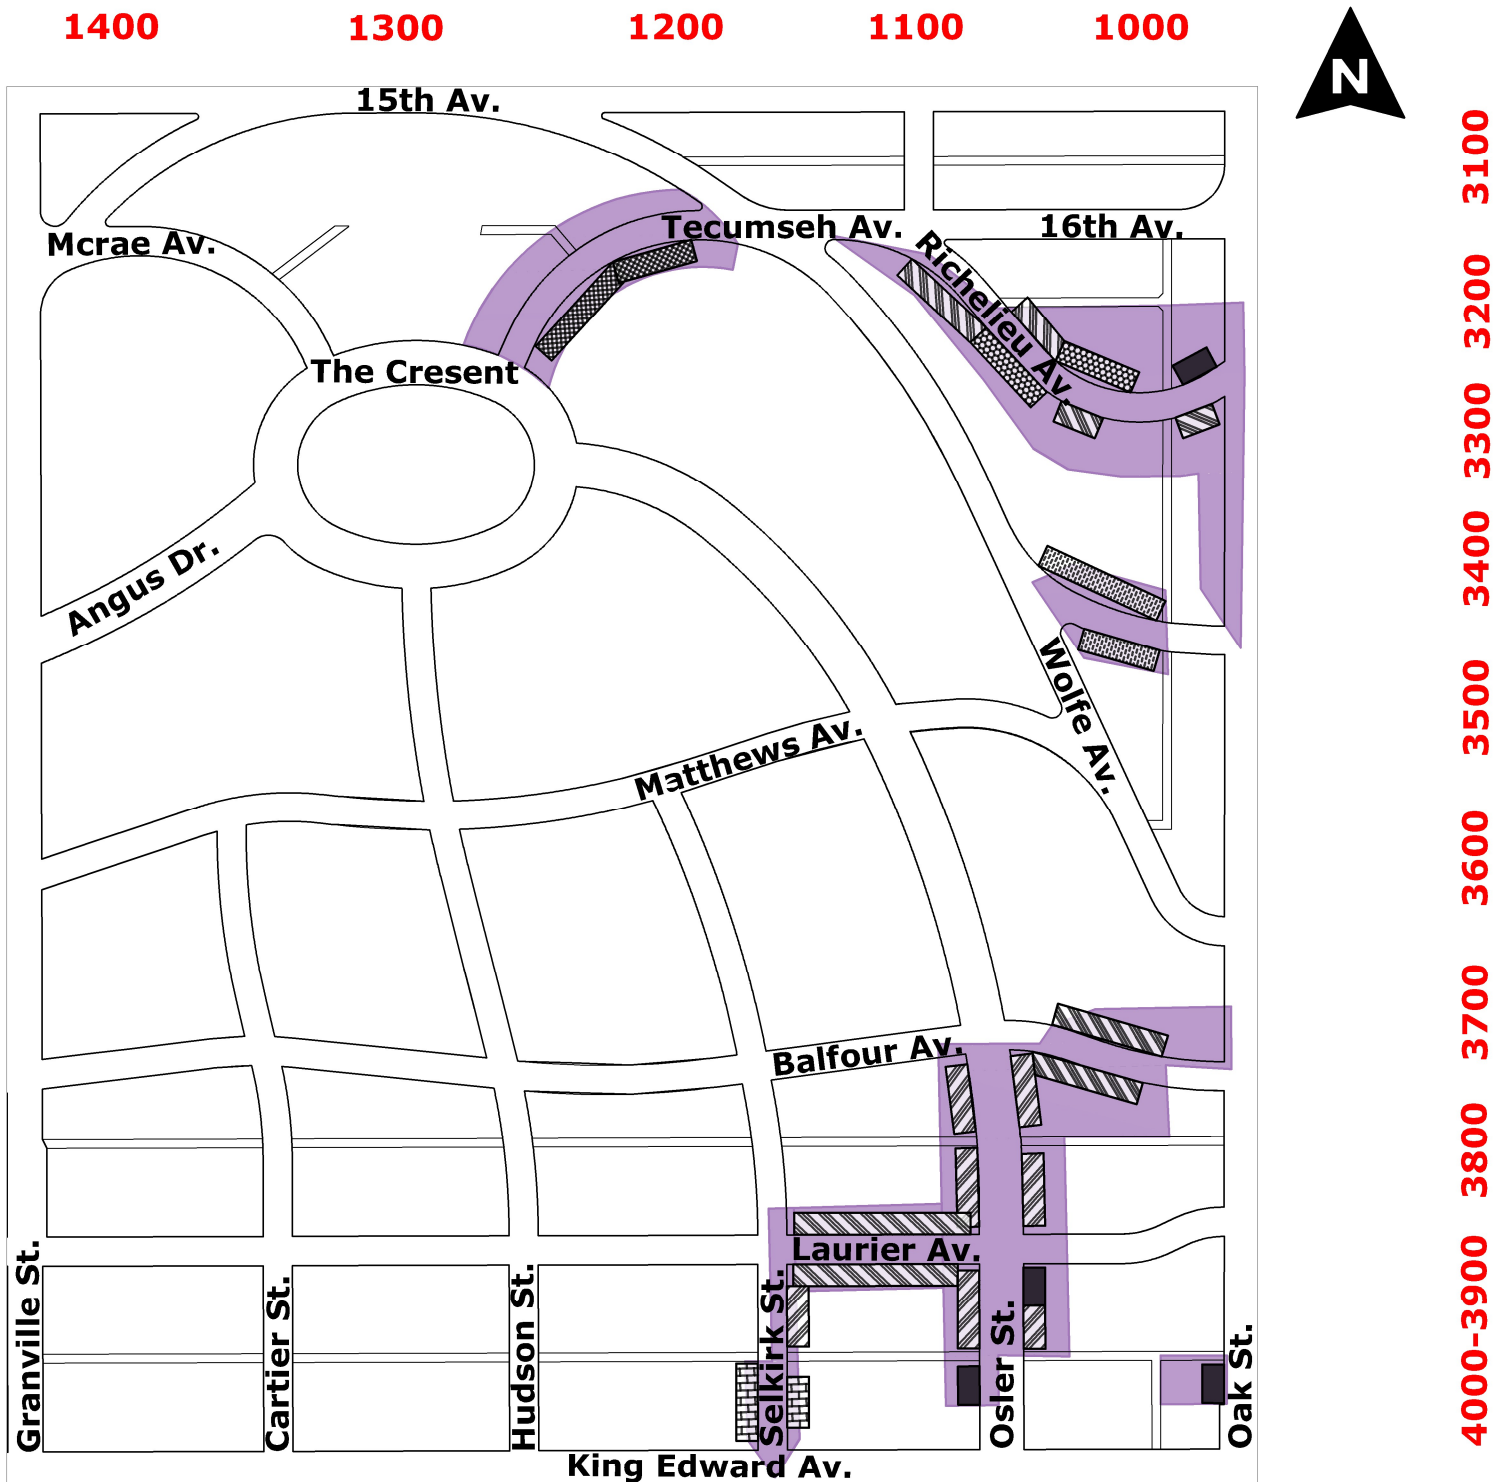 1400 1300 1200 1100 1000
N
15th Av.
3100
Mcrae Av.
Tecumseh Av.
16th Av.
Richelieu Av.
3200
The Cresent
3300
Angus Dr.
3400
Wolfe Av.
3500
Matthews Av.
3600
3700
Balfour Av.
3800
Laurier Av.
4000-3900
Granville St.
Cartier St.
Hudson St.
Selkirk St.
Osler St.
Oak St.
King Edward Av.